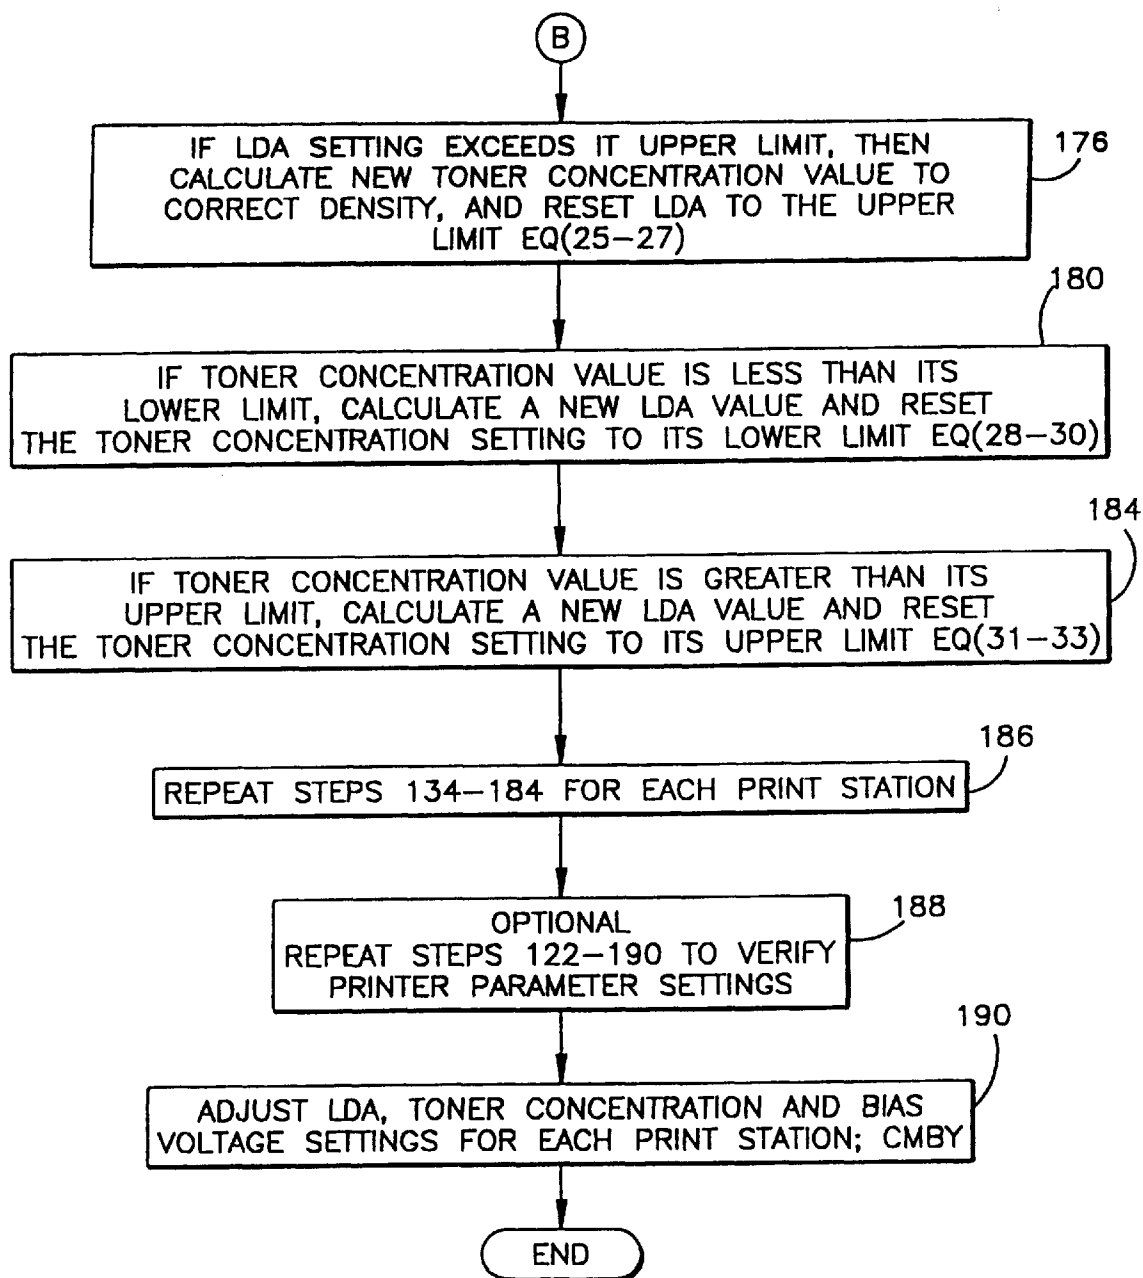 B
IF LDA SETTING EXCEEDS IT UPPER LIMIT, THEN
CALCULATE NEW TONER CONCENTRATION VALUE TO
CORRECT DENSITY, AND RESET LDA TO THE UPPER
LIMIT EQ(25-27)
176
180
IF TONER CONCENTRATION VALUE IS LESS THAN ITS
LOWER LIMIT, CALCULATE A NEW LDA VALUE AND RESET
THE TONER CONCENTRATION SETTING TO ITS LOWER LIMIT EQ(28-30)
184
IF TONER CONCENTRATION VALUE IS GREATER THAN ITS
UPPER LIMIT, CALCULATE A NEW LDA VALUE AND RESET
THE TONER CONCENTRATION SETTING TO ITS UPPER LIMIT EQ(31-33)
186
REPEAT STEPS 134-184 FOR EACH PRINT STATION
188
OPTIONAL
REPEAT STEPS 122-190 TO VERIFY
PRINTER PARAMETER SETTINGS
190
ADJUST LDA, TONER CONCENTRATION AND BIAS
VOLTAGE SETTINGS FOR EACH PRINT STATION; CMBY
END